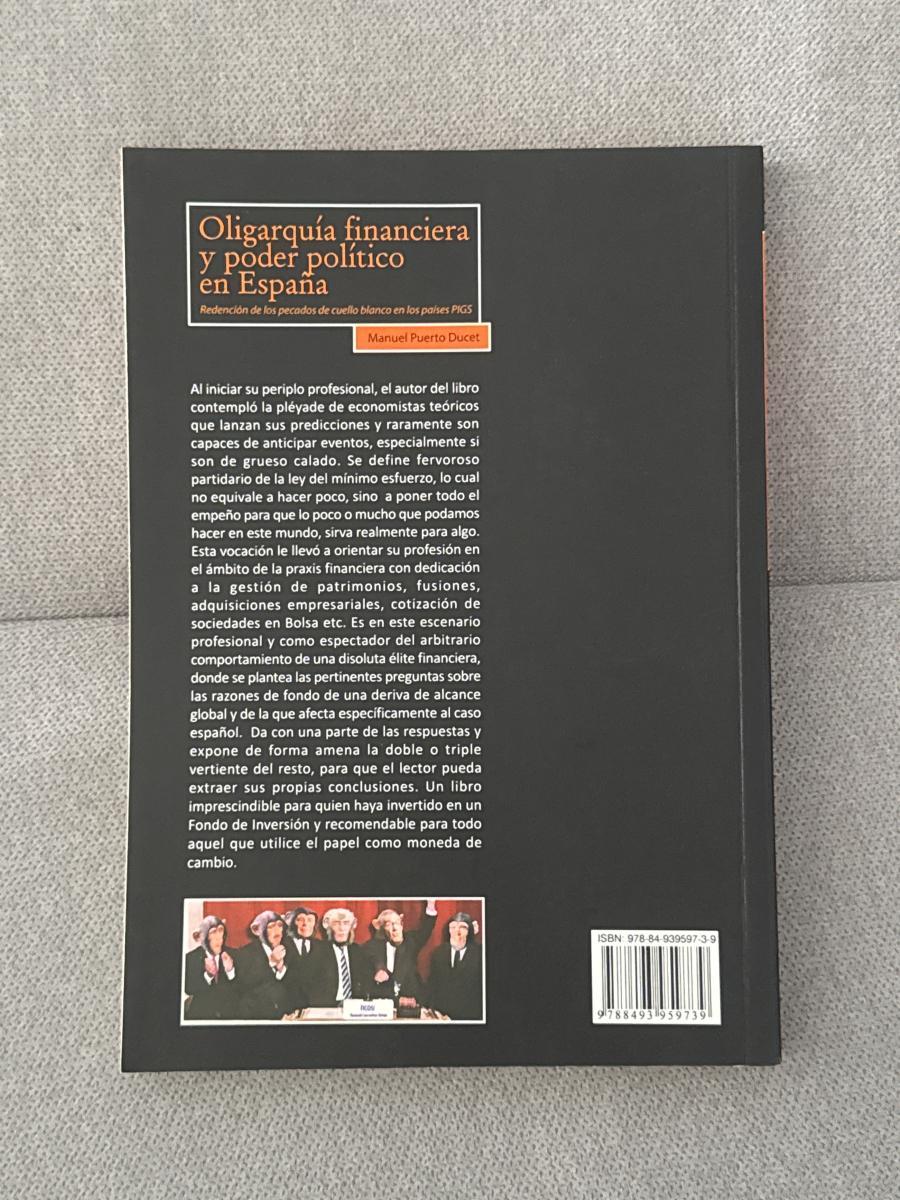 Oligarquía financiera
y poder político
en España
Redención de los pecados de cuello blanco en los países PIGS
Manuel Puerto Ducet
Al iniciar su periplo profesional, el autor del libro
contempló la pléyade de economistas teóricos
que lanzan sus predicciones y raramente son
capaces de anticipar eventos, especialmente si
son de grueso calado. Se define fervoroso
partidario de la ley del mínimo esfuerzo, lo cual
no equivale a hacer poco, sino a poner todo el
empeño para que lo poco o mucho que podamos
hacer en este mundo, sirva realmente para algo.
Esta vocación le llevó a orientar su profesión en
el ámbito de la praxis financiera con dedicación
a la gestión de patrimonios, fusiones,
adquisiciones empresariales, cotización de
sociedades en Bolsa etc. Es en este escenario
profesional y como espectador del arbitrario
comportamiento de una disoluta élite financiera,
donde se plantea las pertinentes preguntas sobre
las razones de fondo de una deriva de alcance
global y de la que afecta específicamente al caso
español. Da con una parte de las respuestas y
expone de forma amena la doble o triple
vertiente del resto, para que el lector pueda
extraer sus propias conclusiones. Un libro
imprescindible para quien haya invertido en un
Fondo de Inversión y recomendable para todo
aquel que utilice el papel como moneda de
cambio.
ISBN: 978-84-939597-3-9
9 788493 959739